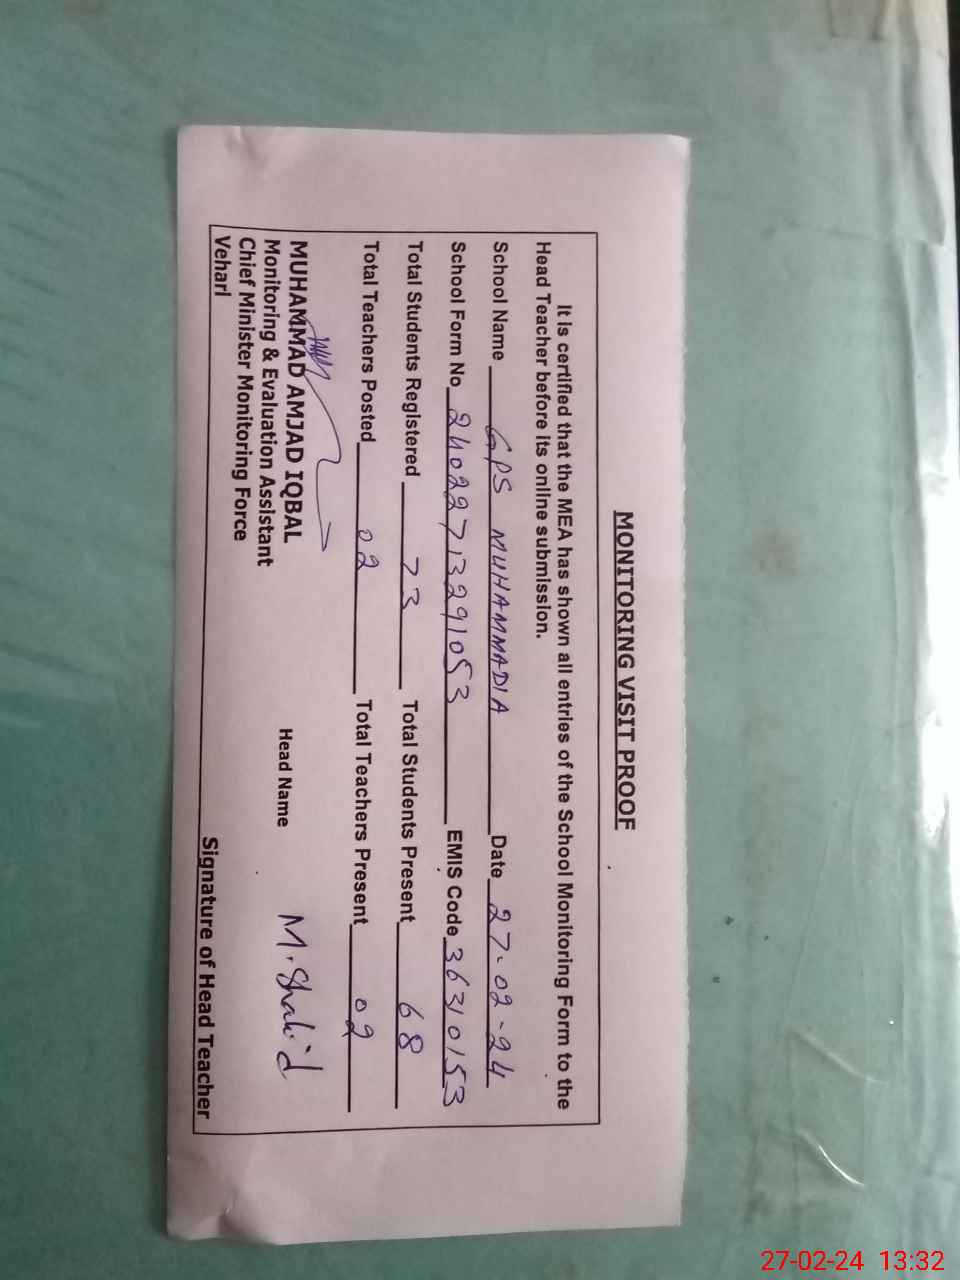 MONITORING VISIT PROOF
It is certified that the MEA has shown all entries of the School Monitoring Form to the
Head Teacher before its online submission.
School Name GPS MUHAMMADIA Date 27-02-24
School Form No 24022713291053 EMIS Code 36310153
Total Students Registered 73 Total Students Present 68
Total Teachers Posted 02 Total Teachers Present 02
MUHAMMAD AMJAD IQBAL
Monitoring & Evaluation Assistant
Chief Minister Monitoring Force
Vehari
Head Name M. Shahid
Signature of Head Teacher
27-02-24 13:32